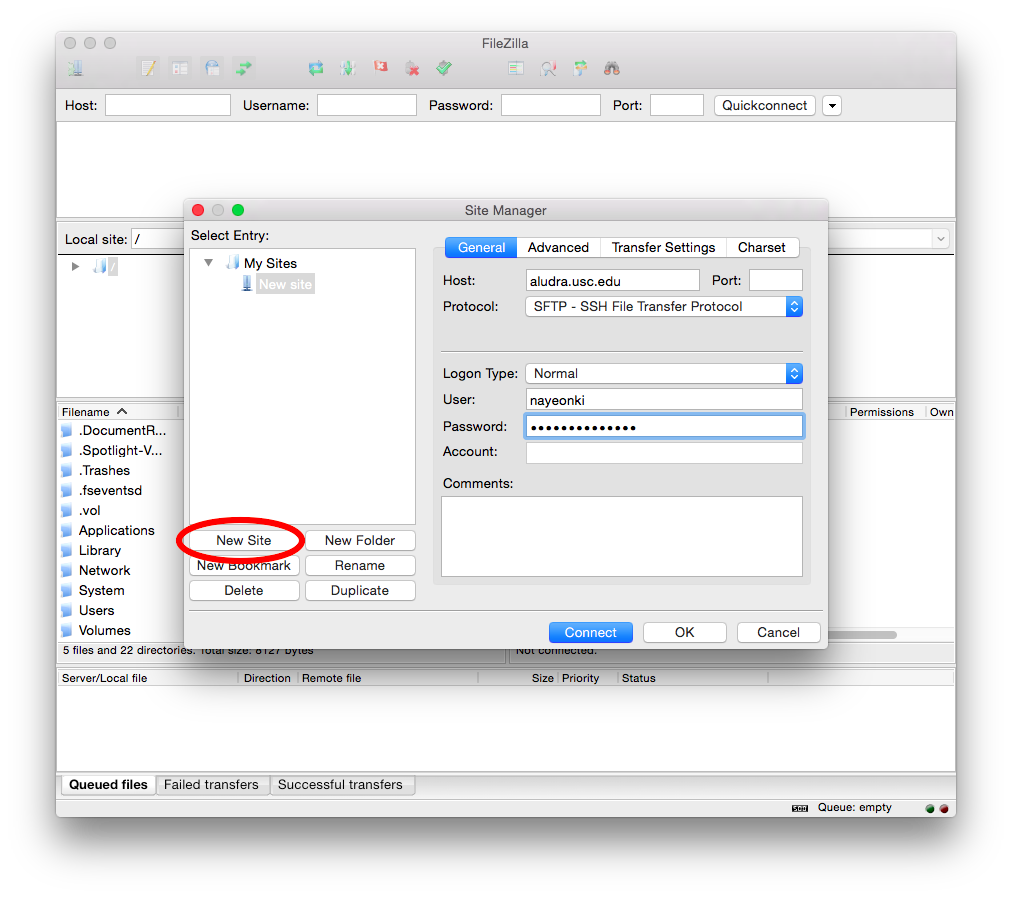 FileZilla
Host: Username: Password: Port: Quickconnect
Site Manager
Local site: /
/
Select Entry:
My Sites
New site
General Advanced Transfer Settings Charset
Host: aludra.usc.edu Port:
Protocol: SFTP - SSH File Transfer Protocol
Logon Type: Normal
User: nayeonki
Password: ••••••••••••••
Account:
Comments:
New Site New Folder
New Bookmark Rename
Delete Duplicate
Connect OK Cancel
Filename Permissions Own
.DocumentR...
.Spotlight-V...
.Trashes
.fseventsd
.vol
Applications
Library
Network
System
Users
Volumes
5 files and 22 directories. Total size: 8127 bytes Not connected.
Server/Local file Direction Remote file Size Priority Status
Queued files Failed transfers Successful transfers
Queue: empty